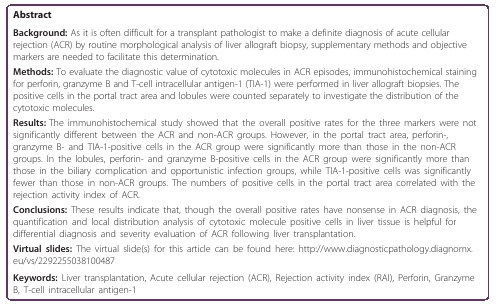 Abstract
Background: As it is often difficult for a transplant pathologist to make a definite diagnosis of acute cellular
rejection (ACR) by routine morphological analysis of liver allograft biopsy, supplementary methods and objective
markers are needed to facilitate this determination.
Methods: To evaluate the diagnostic value of cytotoxic molecules in ACR episodes, immunohistochemical staining
for perforin, granzyme B and T-cell intracellular antigen-1 (TIA-1) were performed in liver allograft biopsies. The
positive cells in the portal tract area and lobules were counted separately to investigate the distribution of the
cytotoxic molecules.
Results: The immunohistochemical study showed that the overall positive rates for the three markers were not
significantly different between the ACR and non-ACR groups. However, in the portal tract area, perforin-,
granzyme B- and TIA-1-positive cells in the ACR group were significantly more than those in the non-ACR
groups. In the lobules, perforin- and granzyme B-positive cells in the ACR group were significantly more than
those in the biliary complication and opportunistic infection groups, while TIA-1-positive cells was significantly
fewer than those in non-ACR groups. The numbers of positive cells in the portal tract area correlated with the
rejection activity index of ACR.
Conclusions: These results indicate that, though the overall positive rates have nonsense in ACR diagnosis, the
quantification and local distribution analysis of cytotoxic molecule positive cells in liver tissue is helpful for
differential diagnosis and severity evaluation of ACR following liver transplantation.
Virtual slides: The virtual slide(s) for this article can be found here: http://www.diagnosticpathology.diagnomx.
eu/vs/2292255038100487
Keywords: Liver transplantation, Acute cellular rejection (ACR), Rejection activity index (RAI), Perforin, Granzyme
B, T-cell intracellular antigen-1